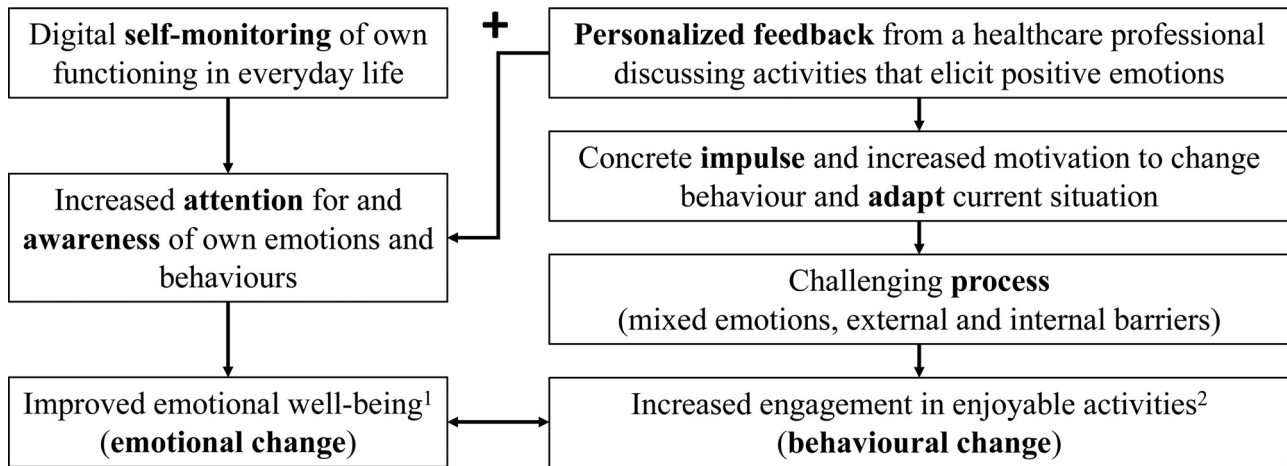 Digital self-monitoring of own
functioning in everyday life
+
Personalized feedback from a healthcare professional
discussing activities that elicit positive emotions
Concrete impulse and increased motivation to change
behaviour and adapt current situation
Increased attention for and
awareness of own emotions and
behaviours
Challenging process
(mixed emotions, external and internal barriers)
Improved emotional well-being¹
(emotional change)
Increased engagement in enjoyable activities²
(behavioural change)